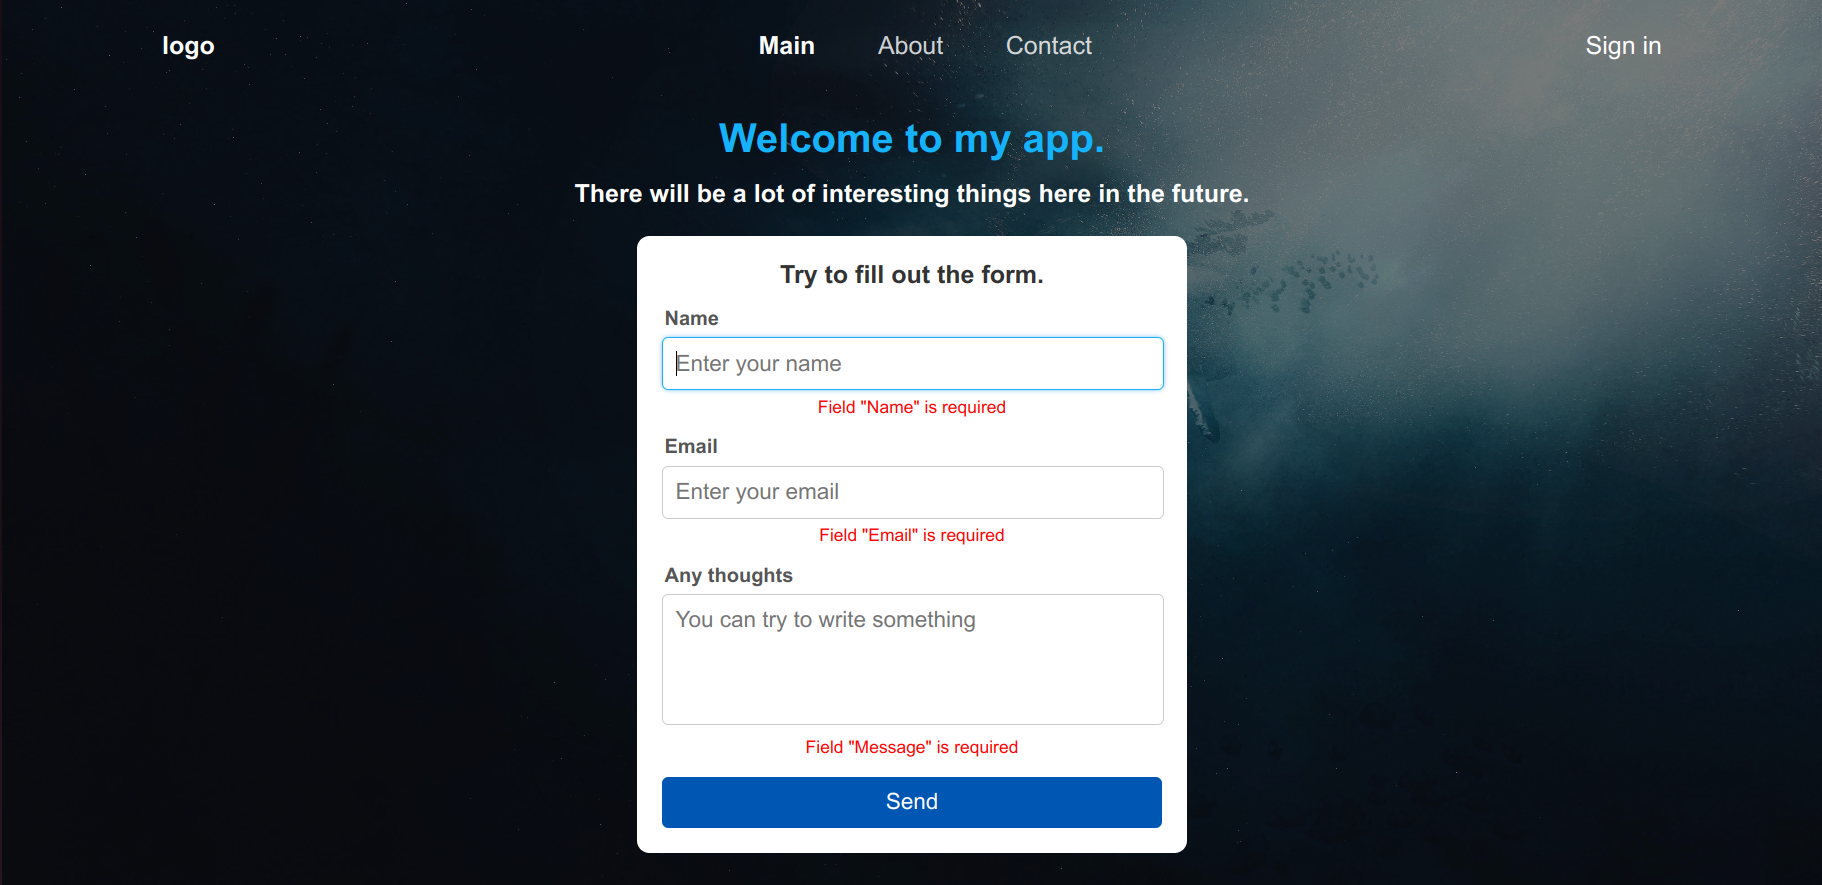 logo
Main About Contact
Sign in
Welcome to my app.
There will be a lot of interesting things here in the future.
Try to fill out the form.
Name
Enter your name
Field "Name" is required
Email
Enter your email
Field "Email" is required
Any thoughts
You can try to write something
Field "Message" is required
Send